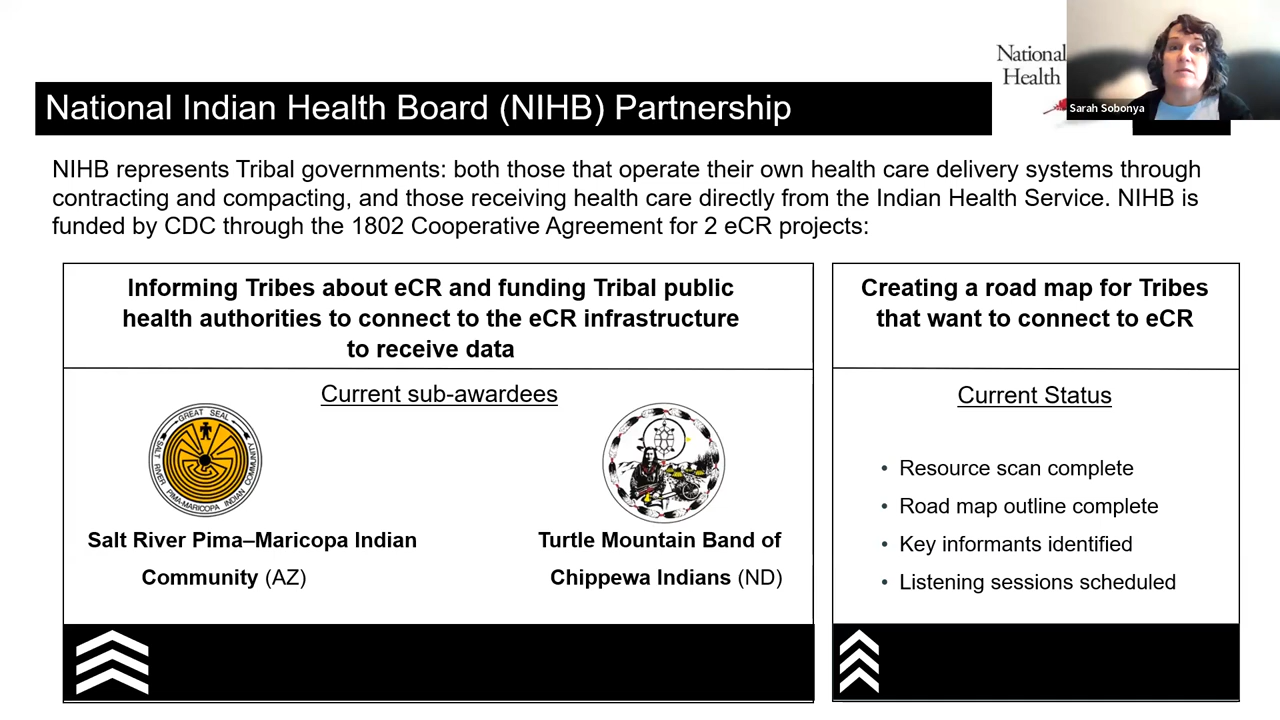 National
Health
Sarah Sobonya
National Indian Health Board (NIHB) Partnership
NIHB represents Tribal governments: both those that operate their own health care delivery systems through
contracting and compacting, and those receiving health care directly from the Indian Health Service. NIHB is
funded by CDC through the 1802 Cooperative Agreement for 2 eCR projects:
Informing Tribes about eCR and funding Tribal public
health authorities to connect to the eCR infrastructure
to receive data
Current sub-awardees
GREAT SEAL
SALT RIVER PIMA-MARICOPA INDIAN COMMUNITY
Salt River Pima–Maricopa Indian
Community (AZ)
Turtle Mountain Band of
Chippewa Indians (ND)
Creating a road map for Tribes
that want to connect to eCR
Current Status
• Resource scan complete
• Road map outline complete
• Key informants identified
• Listening sessions scheduled